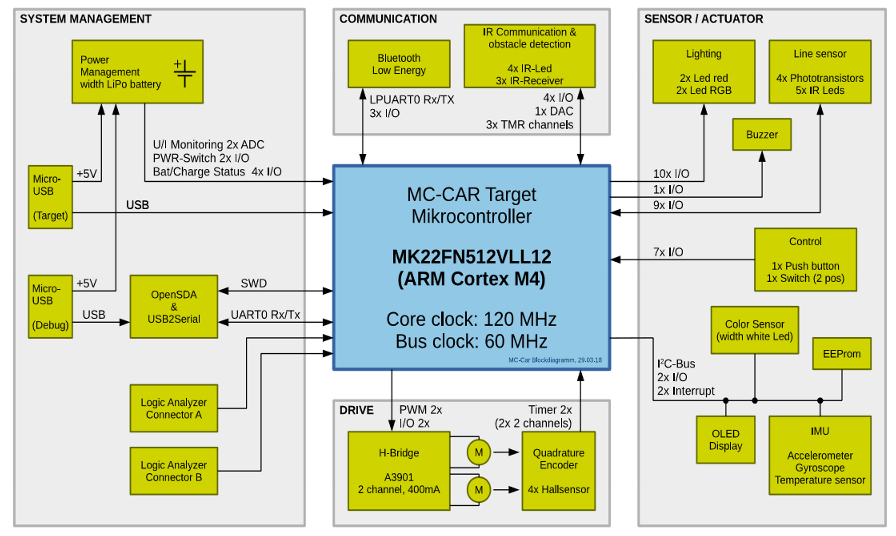 SYSTEM MANAGEMENT
Power
Management
width LiPo battery
+
U/I Monitoring 2x ADC
PWR-Switch 2x I/O
Bat/Charge Status 4x I/O
Micro-
USB
(Target)
+5V
USB
Micro-
USB
(Debug)
+5V
USB
OpenSDA
&
USB2Serial
SWD
UART0 Rx/Tx
Logic Analyzer
Connector A
Logic Analyzer
Connector B
COMMUNICATION
Bluetooth
Low Energy
LPUART0 Rx/TX
3x I/O
IR Communication &
obstacle detection
4x IR-Led
3x IR-Receiver
4x I/O
1x DAC
3x TMR channels
MC-CAR Target
Mikrocontroller
MK22FN512VLL12
(ARM Cortex M4)
Core clock: 120 MHz
Bus clock: 60 MHz
MC-Car Blockdiagramm, 29.03.18
DRIVE
PWM 2x
I/O 2x
Timer 2x
(2x 2 channels)
H-Bridge
A3901
2 channel, 400mA
M
M
Quadrature
Encoder
4x Hallsensor
SENSOR / ACTUATOR
Lighting
2x Led red
2x Led RGB
Line sensor
4x Phototransistors
5x IR Leds
Buzzer
10x I/O
1x I/O
9x I/O
Control
1x Push button
1x Switch (2 pos)
7x I/O
Color Sensor
(width white Led)
EEProm
I²C-Bus
2x I/O
2x Interrupt
OLED
Display
IMU
Accelerometer
Gyroscope
Temperature sensor